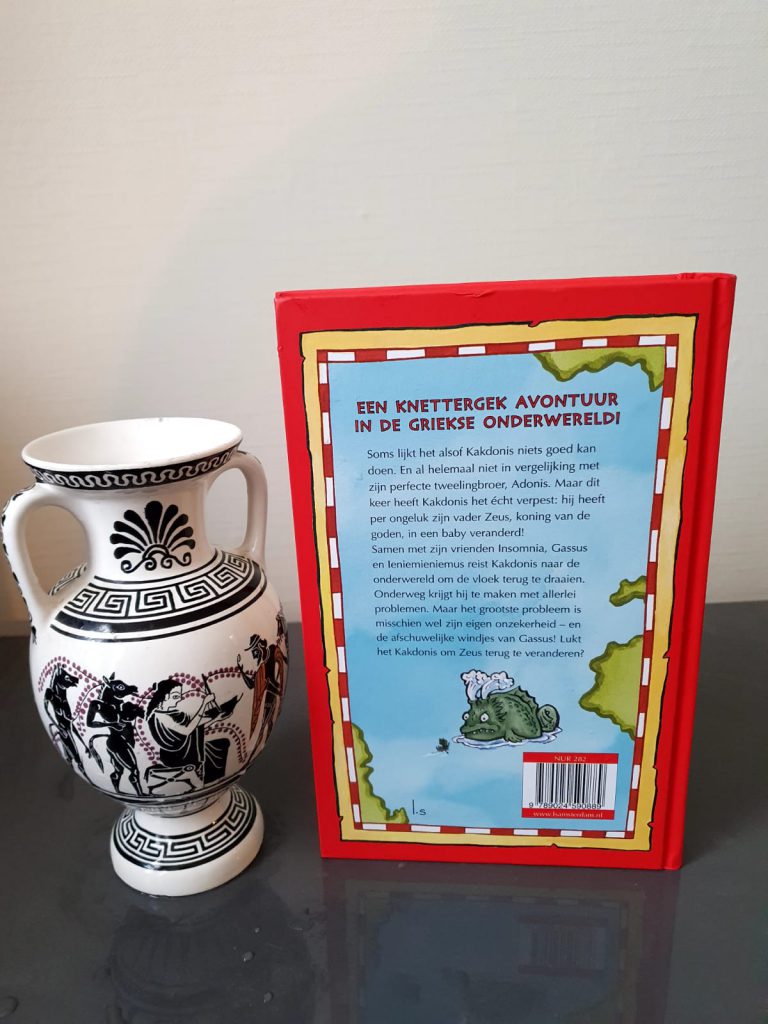 EEN KNETTERGEK AVONTUUR
IN DE GRIEKSE ONDERWERELD!
Soms lijkt het alsof Kakdonis niets goed kan
doen. En al helemaal niet in vergelijking met
zijn perfecte tweelingbroer, Adonis. Maar dit
keer heeft Kakdonis het écht verpest: hij heeft
per ongeluk zijn vader Zeus, koning van de
goden, in een baby veranderd!
Samen met zijn vrienden Insomnia, Gassus
en Ieniemieniemus reist Kakdonis naar de
onderwereld om de vloek terug te draaien.
Onderweg krijgt hij te maken met allerlei
problemen. Maar het grootste probleem is
misschien wel zijn eigen onzekerheid – en
de afschuwelijke windjes van Gassus! Lukt
het Kakdonis om Zeus terug te veranderen?
NUR 282
9 789024 590889
www.lsamsterdam.nl
l.s